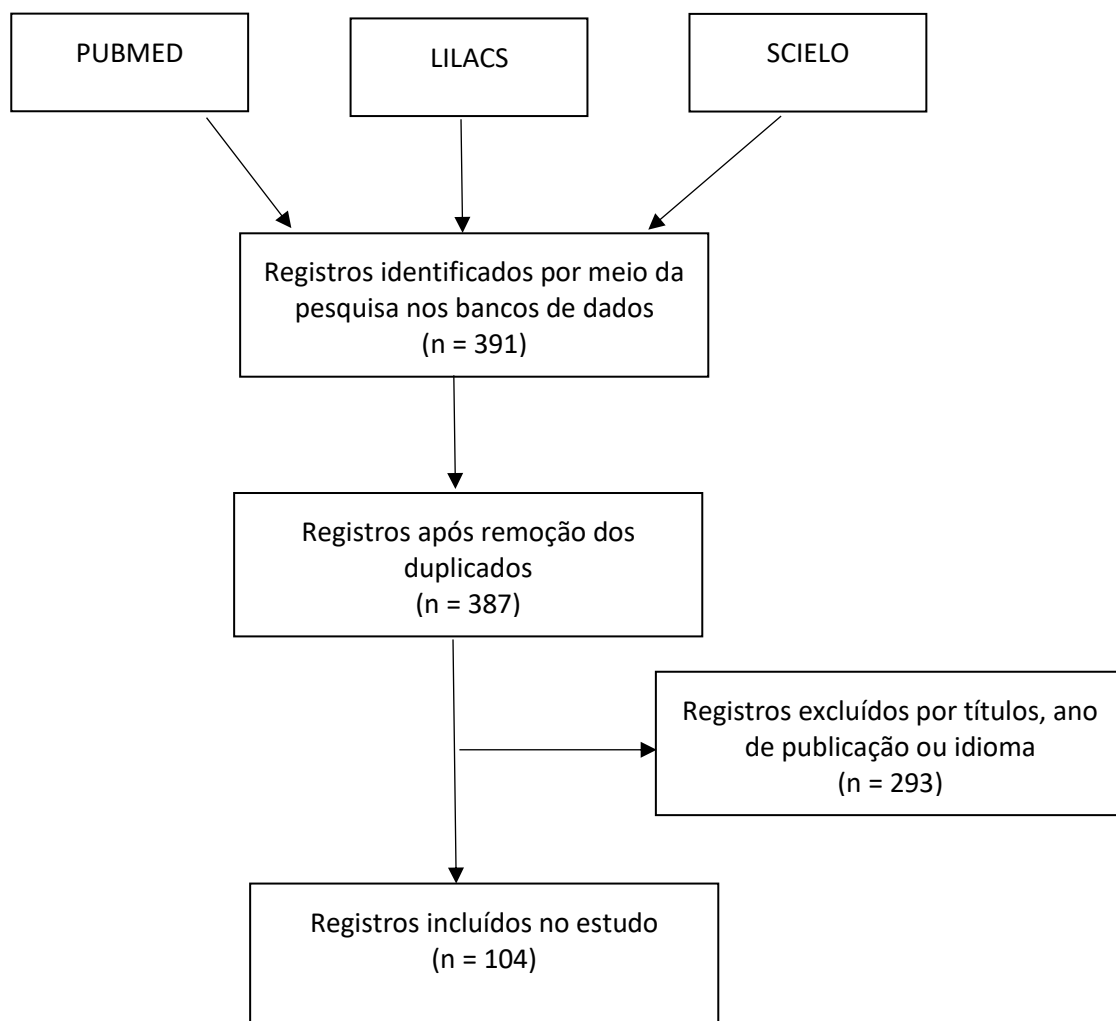 PUBMED
LILACS
SCIELO
Registros identificados por meio da
pesquisa nos bancos de dados
(n = 391)
Registros após remoção dos
duplicados
(n = 387)
Registros excluídos por títulos, ano
de publicação ou idioma
(n = 293)
Registros incluídos no estudo
(n = 104)